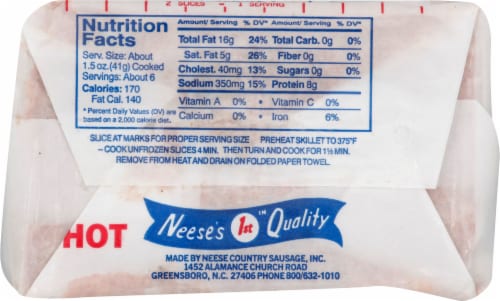 2 SLICES = 1 SERVING
Nutrition
Facts
Serv. Size: About
1.5 oz.(41g) Cooked
Servings: About 6
Calories: 170
Fat Cal. 140
* Percent Daily Values (DV) are
based on a 2,000 calorie diet.
Amount/Serving % DV* Amount/Serving % DV*
Total Fat 16g 24% Total Carb. 0g 0%
Sat. Fat 5g 26% Fiber 0g 0%
Cholest. 40mg 13% Sugars 0g 0%
Sodium 350mg 15% Protein 8g
Vitamin A 0% • Vitamin C 0%
Calcium 0% • Iron 6%
SLICE AT MARKS FOR PROPER SERVING SIZE PREHEAT SKILLET TO 375°F
– COOK UNFROZEN SLICES 4 MIN. THEN TURN AND COOK FOR 1½ MIN.
REMOVE FROM HEAT AND DRAIN ON FOLDED PAPER TOWEL.
HOT
Neese's 1st Quality ™
MADE BY NEESE COUNTRY SAUSAGE, INC.
1452 ALAMANCE CHURCH ROAD
GREENSBORO, N.C. 27406 PHONE 800/632-1010